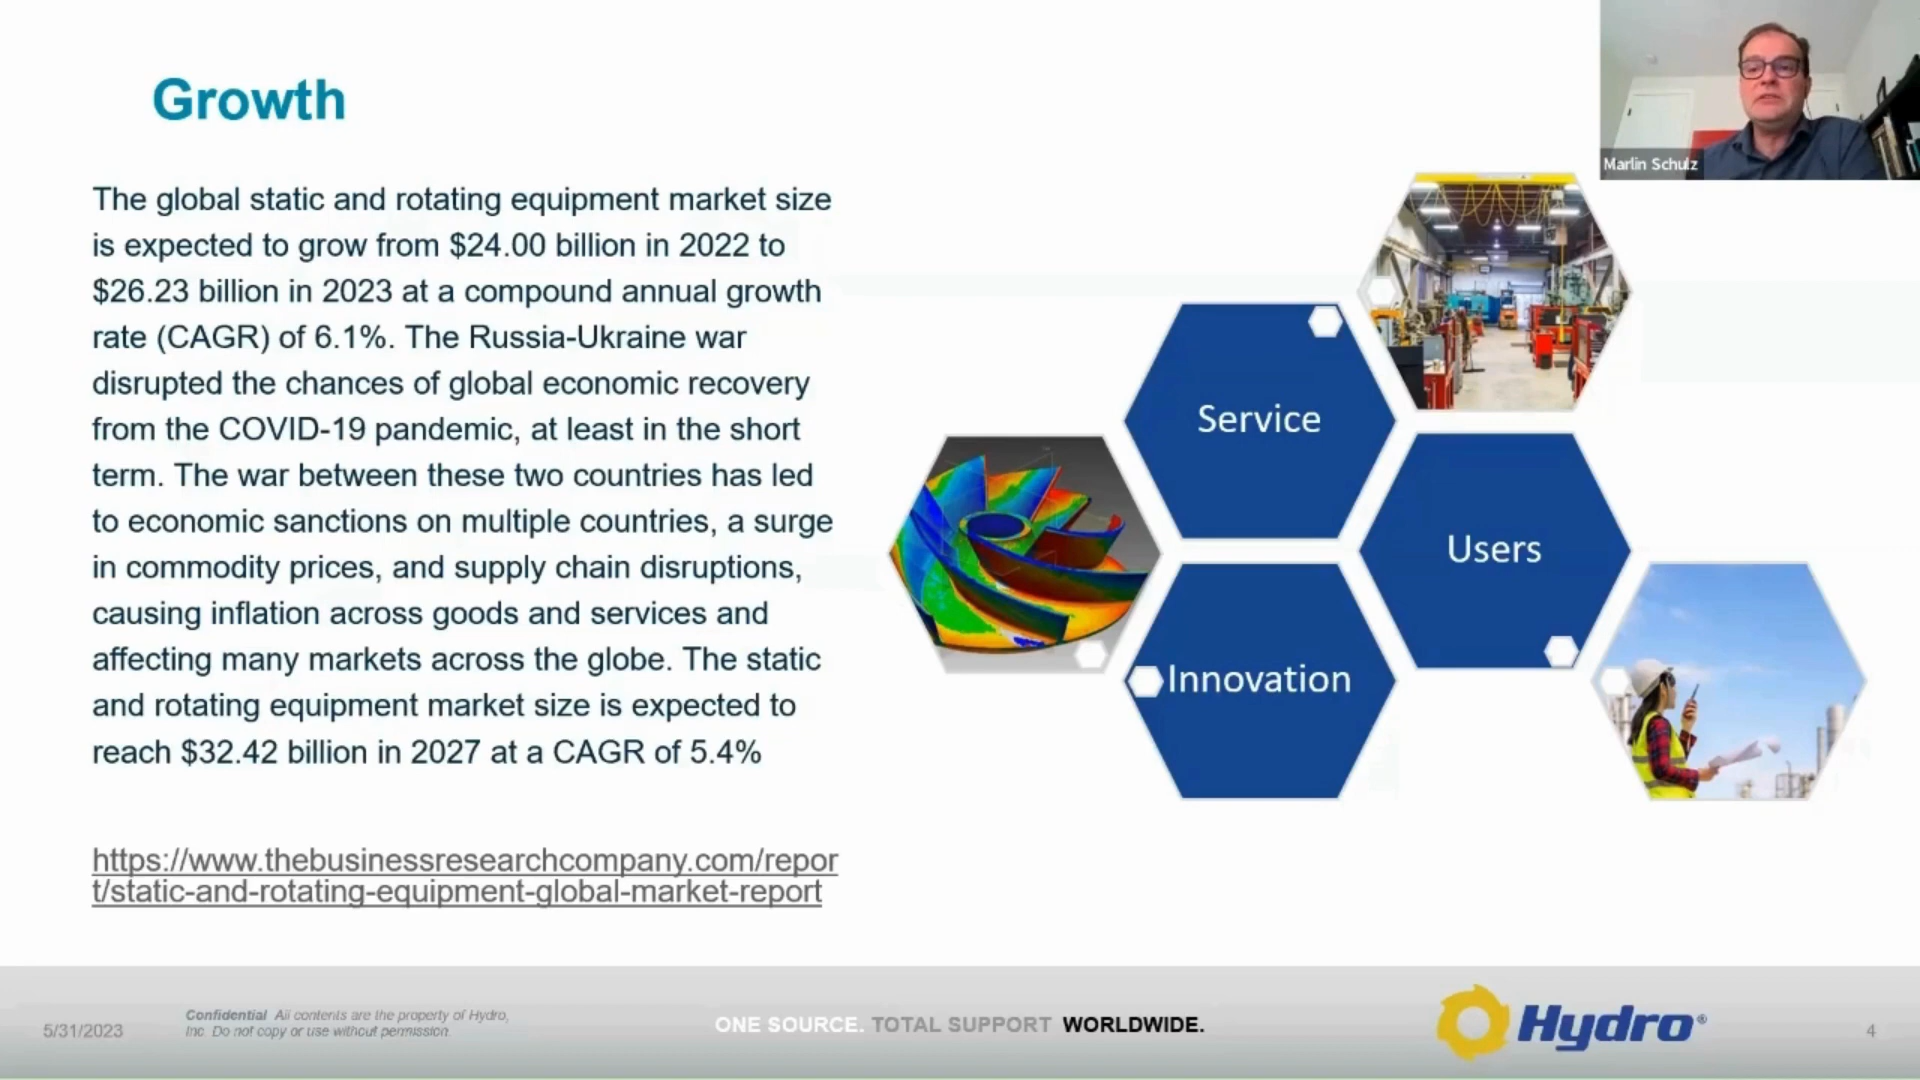 Growth
Marlin Schulz
The global static and rotating equipment market size
is expected to grow from $24.00 billion in 2022 to
$26.23 billion in 2023 at a compound annual growth
rate (CAGR) of 6.1%. The Russia-Ukraine war
disrupted the chances of global economic recovery
from the COVID-19 pandemic, at least in the short
term. The war between these two countries has led
to economic sanctions on multiple countries, a surge
in commodity prices, and supply chain disruptions,
causing inflation across goods and services and
affecting many markets across the globe. The static
and rotating equipment market size is expected to
reach $32.42 billion in 2027 at a CAGR of 5.4%
https://www.thebusinessresearchcompany.com/repor
t/static-and-rotating-equipment-global-market-report
Service
Users
Innovation
5/31/2023
Confidential All contents are the property of Hydro,
Inc Do not copy or use without permission.
ONE SOURCE. TOTAL SUPPORT WORLDWIDE.
Hydro®
4